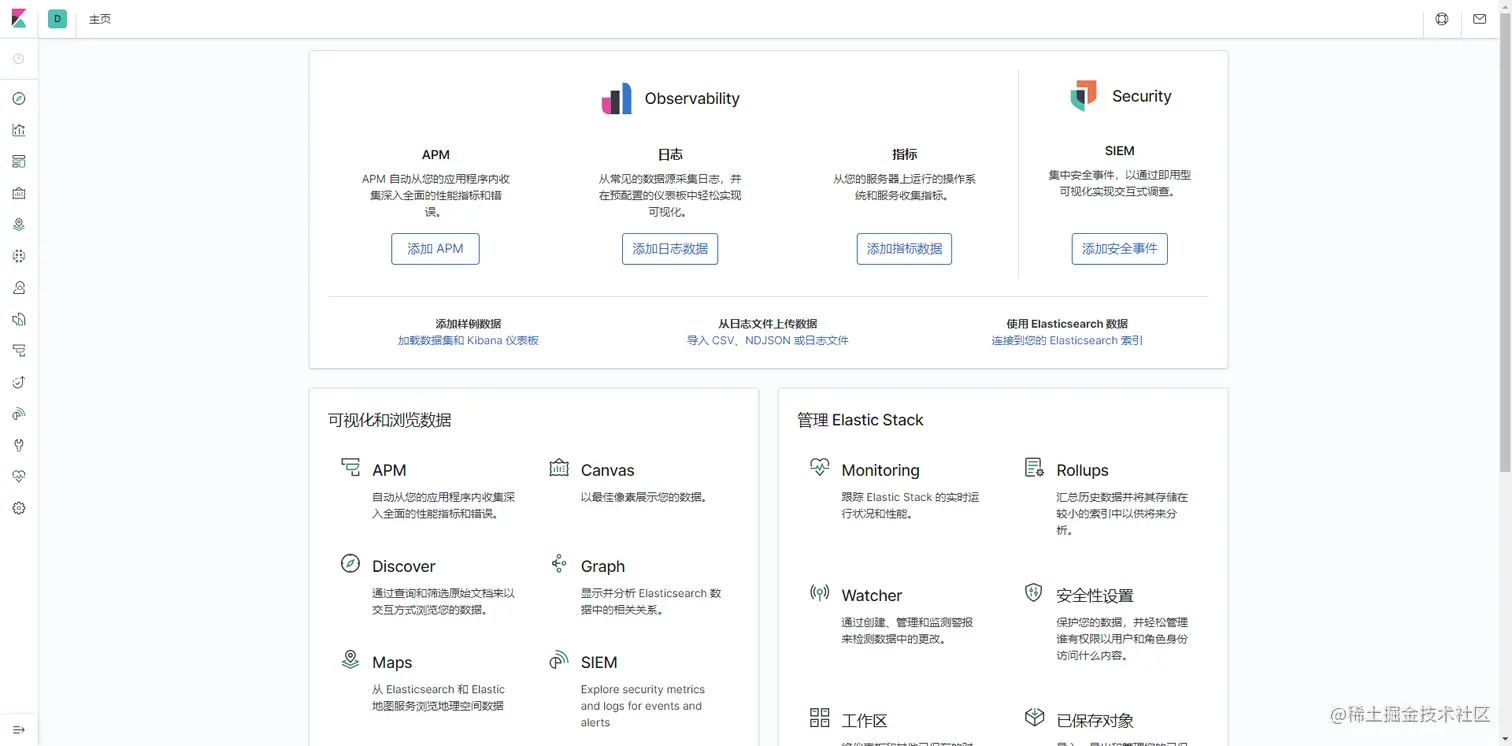 D
主页
Observability
Security
APM
APM 自动从您的应用程序内收
集深入全面的性能指标和错
误。
添加 APM
日志
从常见的数据源采集日志，并
在预配置的仪表板中轻松实现
可视化。
添加日志数据
指标
从您的服务器上运行的操作系
统和服务收集指标。
添加指标数据
SIEM
集中安全事件，以通过即用型
可视化实现交互式调查。
添加安全事件
添加样例数据
加载数据集和 Kibana 仪表板
从日志文件上传数据
导入 CSV、NDJSON 或日志文件
使用 Elasticsearch 数据
连接到您的 Elasticsearch 索引
可视化和浏览数据
APM
自动从您的应用程序内收集深
入全面的性能指标和错误。
Canvas
以最佳像素展示您的数据。
Discover
通过查询和筛选原始文档来以
交互方式浏览您的数据。
Graph
显示并分析 Elasticsearch 数
据中的相关关系。
Maps
从 Elasticsearch 和 Elastic
地图服务浏览地理空间数据
SIEM
Explore security metrics
and logs for events and
alerts
管理 Elastic Stack
Monitoring
跟踪 Elastic Stack 的实时运
行状况和性能。
Rollups
汇总历史数据并将其存储在
较小的索引中以供将来分
析。
Watcher
通过创建、管理和监测警报
来检测数据中的更改。
安全性设置
保护您的数据，并轻松管理
谁有权限以用户和角色身份
访问什么内容。
工作区
已保存对象
@稀土掘金技术社区